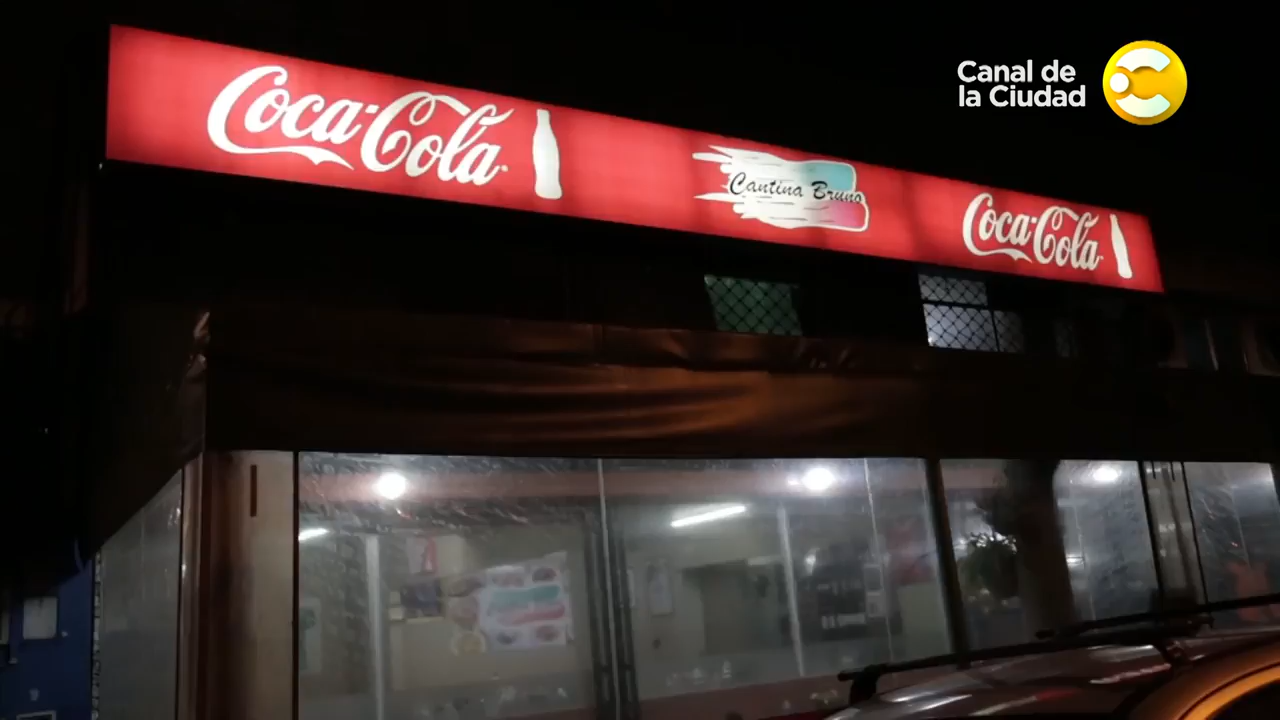 Canal de
la Ciudad
Coca-Cola
Cantina Bruno
Coca-Cola